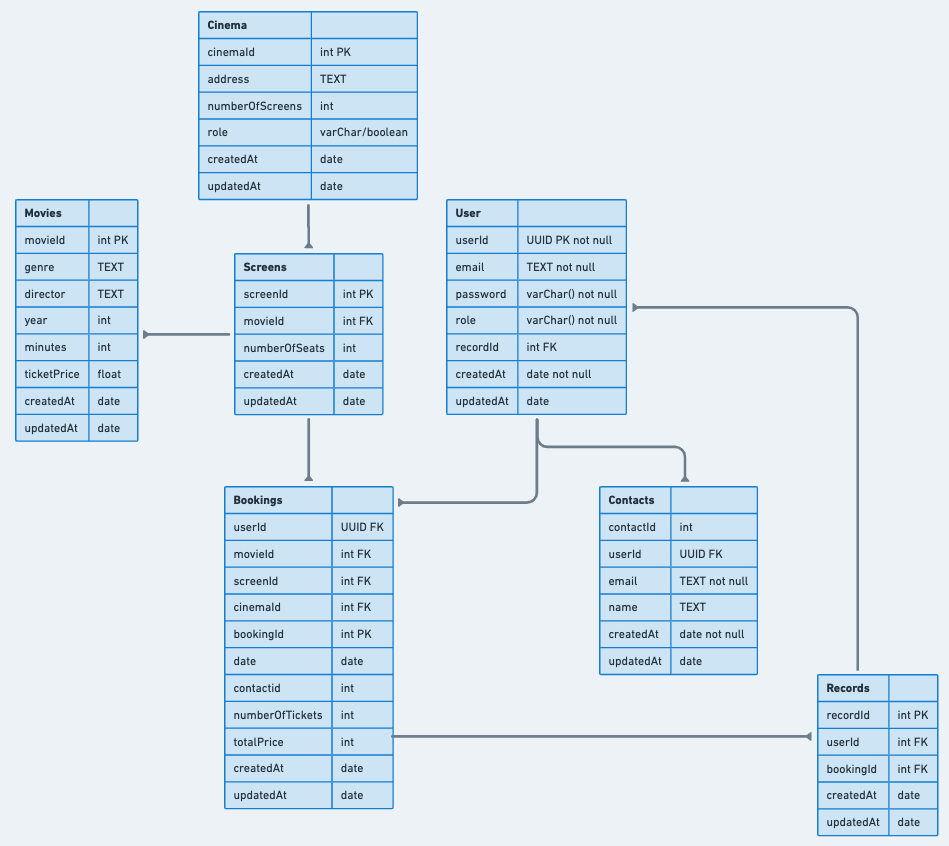 Cinema
cinemaId int PK
address TEXT
numberOfScreens int
role varChar/boolean
createdAt date
updatedAt date
Movies
movieId int PK
genre TEXT
director TEXT
year int
minutes int
ticketPrice float
createdAt date
updatedAt date
Screens
screenId int PK
movieId int FK
numberOfSeats int
createdAt date
updatedAt date
User
userId UUID PK not null
email TEXT not null
password varChar() not null
role varChar() not null
recordId int FK
createdAt date not null
updatedAt date
Bookings
userId UUID FK
movieId int FK
screenId int FK
cinemaId int FK
bookingId int PK
date date
contactid int
numberOfTickets int
totalPrice int
createdAt date
updatedAt date
Contacts
contactId int
userId UUID FK
email TEXT not null
name TEXT
createdAt date not null
updatedAt date
Records
recordId int PK
userId int FK
bookingId int FK
createdAt date
updatedAt date